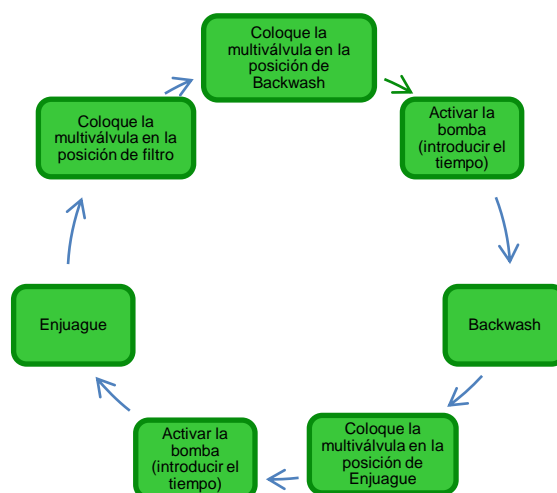 Coloque la
multiválvula en la
posición de
Backwash
Activar la
bomba
(introducir el
tiempo)
Backwash
Coloque la
multiválvula en la
posición de
Enjuague
Activar la
bomba
(introducir el
tiempo)
Enjuague
Coloque la
multiválvula en la
posición de filtro